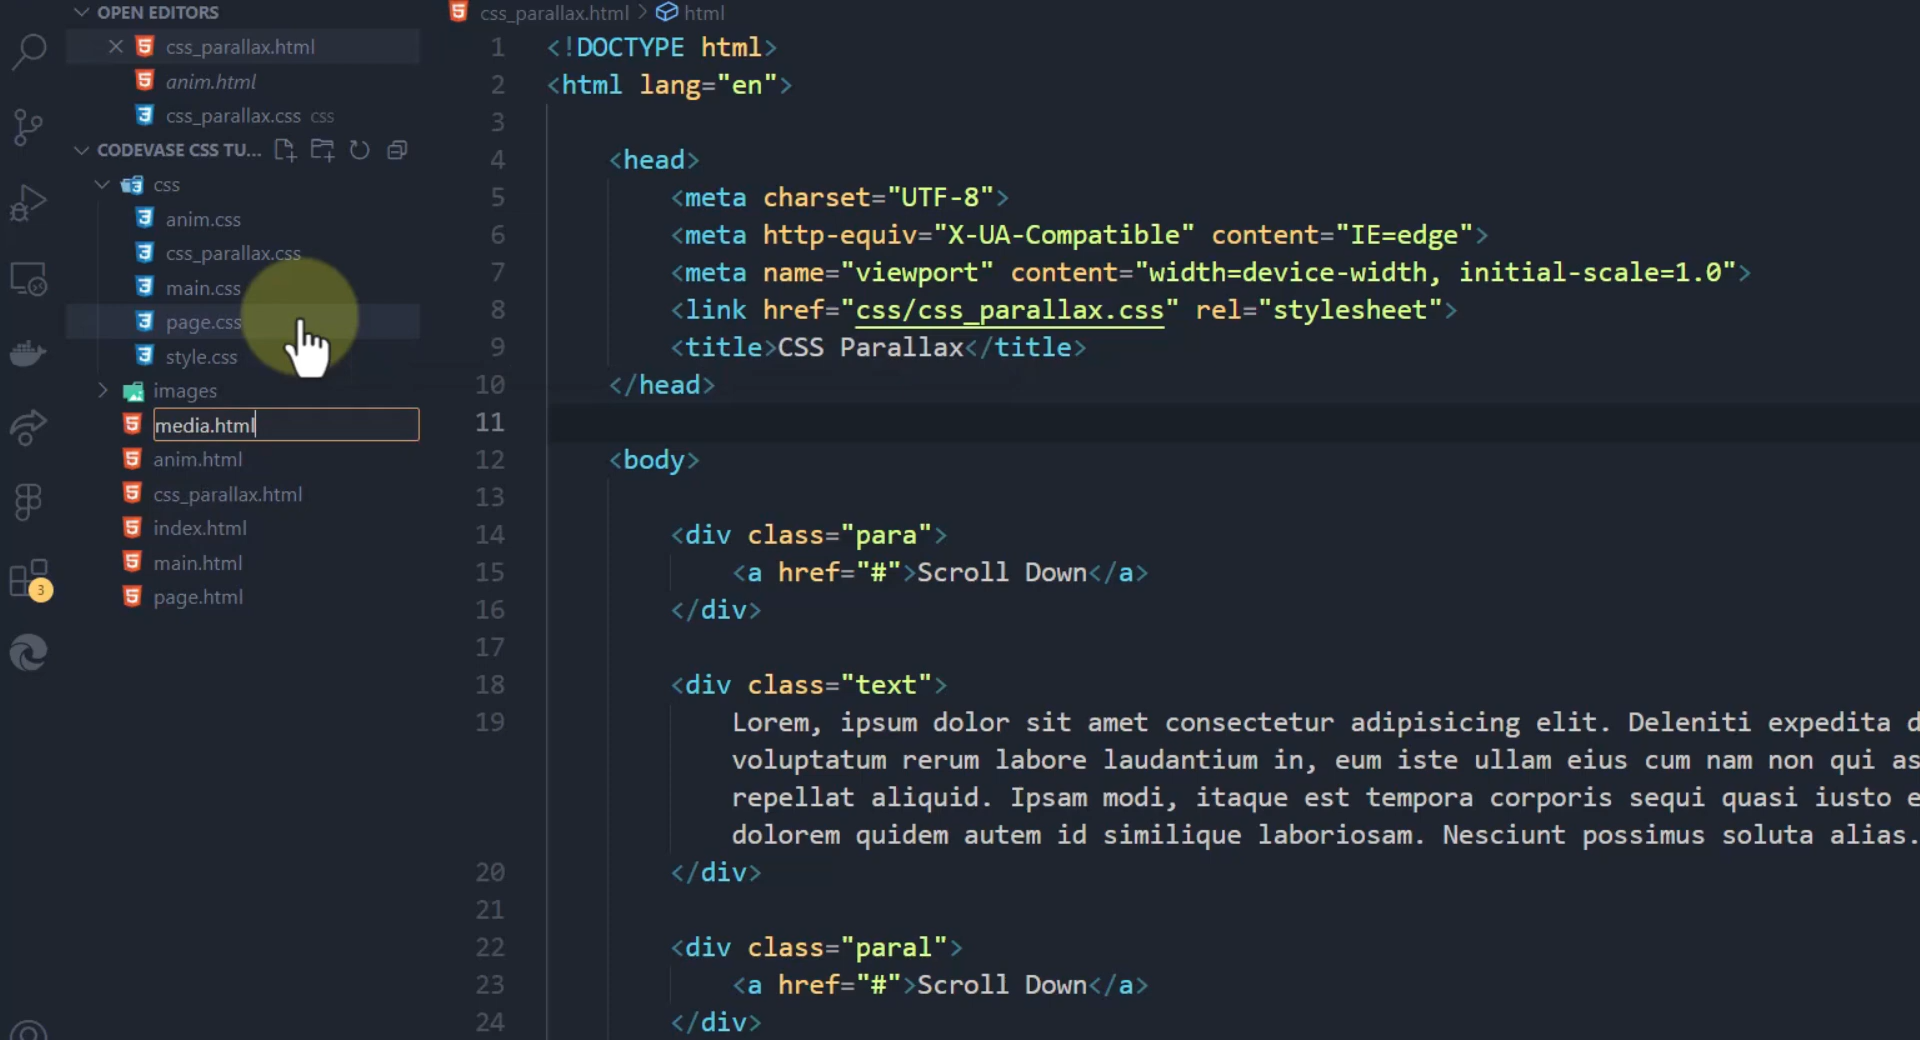 OPEN EDITORS
css_parallax.html
anim.html
css_parallax.css css
CODEVASE CSS TU...
css
anim.css
css_parallax.css
main.css
page.css
style.css
images
media.html
anim.html
css_parallax.html
index.html
main.html
page.html
3
css_parallax.html > html
1 <!DOCTYPE html>
2 <html lang="en">
3
4 <head>
5 <meta charset="UTF-8">
6 <meta http-equiv="X-UA-Compatible" content="IE=edge">
7 <meta name="viewport" content="width=device-width, initial-scale=1.0">
8 <link href="css/css_parallax.css" rel="stylesheet">
9 <title>CSS Parallax</title>
10 </head>
11
12 <body>
13
14 <div class="para">
15 <a href="#">Scroll Down</a>
16 </div>
17
18 <div class="text">
19 Lorem, ipsum dolor sit amet consectetur adipisicing elit. Deleniti expedita d
voluptatum rerum labore laudantium in, eum iste ullam eius cum nam non qui as
repellat aliquid. Ipsam modi, itaque est tempora corporis sequi quasi iusto e
dolorem quidem autem id similique laboriosam. Nesciunt possimus soluta alias.
20 </div>
21
22 <div class="paral">
23 <a href="#">Scroll Down</a>
24 </div>